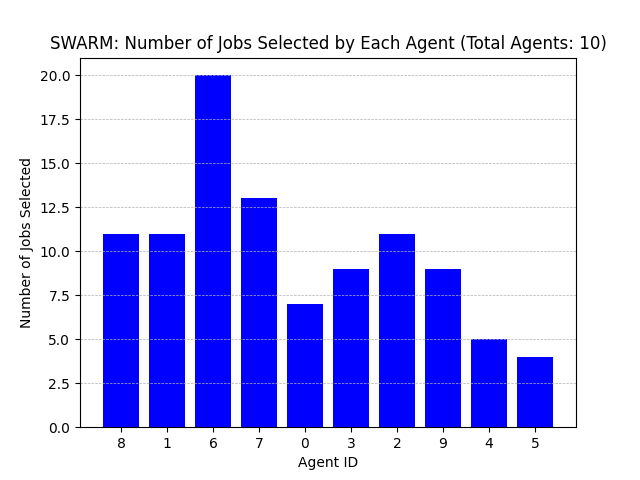 SWARM: Number of Jobs Selected by Each Agent (Total Agents: 10)
20.0
17.5
15.0
12.5
10.0
7.5
5.0
2.5
0.0
Number of Jobs Selected
8 1 6 7 0 3 2 9 4 5
Agent ID